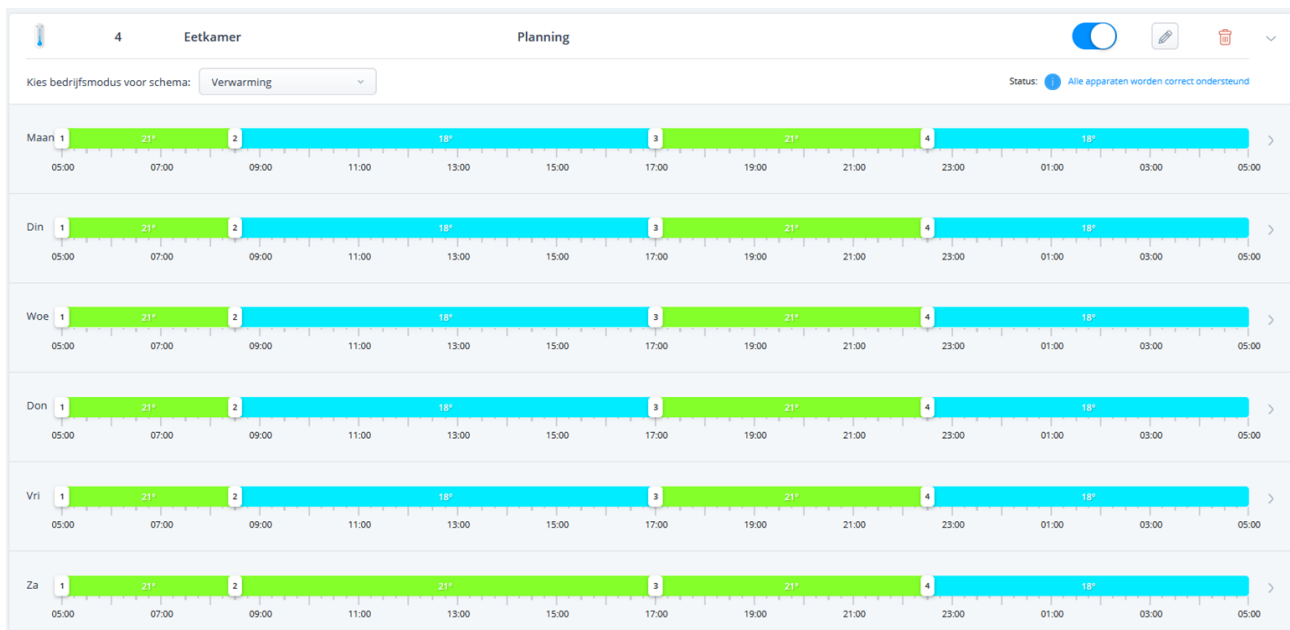 4 Eetkamer Planning
Kies bedrijfsmodus voor schema: Verwarming Status: i Alle apparaten worden correct ondersteund
Maan 1 21° 2 18° 3 21° 4 18°
05:00 07:00 09:00 11:00 13:00 15:00 17:00 19:00 21:00 23:00 01:00 03:00 05:00
Din 1 21° 2 18° 3 21° 4 18°
05:00 07:00 09:00 11:00 13:00 15:00 17:00 19:00 21:00 23:00 01:00 03:00 05:00
Woe 1 21° 2 18° 3 21° 4 18°
05:00 07:00 09:00 11:00 13:00 15:00 17:00 19:00 21:00 23:00 01:00 03:00 05:00
Don 1 21° 2 18° 3 21° 4 18°
05:00 07:00 09:00 11:00 13:00 15:00 17:00 19:00 21:00 23:00 01:00 03:00 05:00
Vri 1 21° 2 18° 3 21° 4 18°
05:00 07:00 09:00 11:00 13:00 15:00 17:00 19:00 21:00 23:00 01:00 03:00 05:00
Za 1 21° 2 21° 3 21° 4 18°
05:00 07:00 09:00 11:00 13:00 15:00 17:00 19:00 21:00 23:00 01:00 03:00 05:00